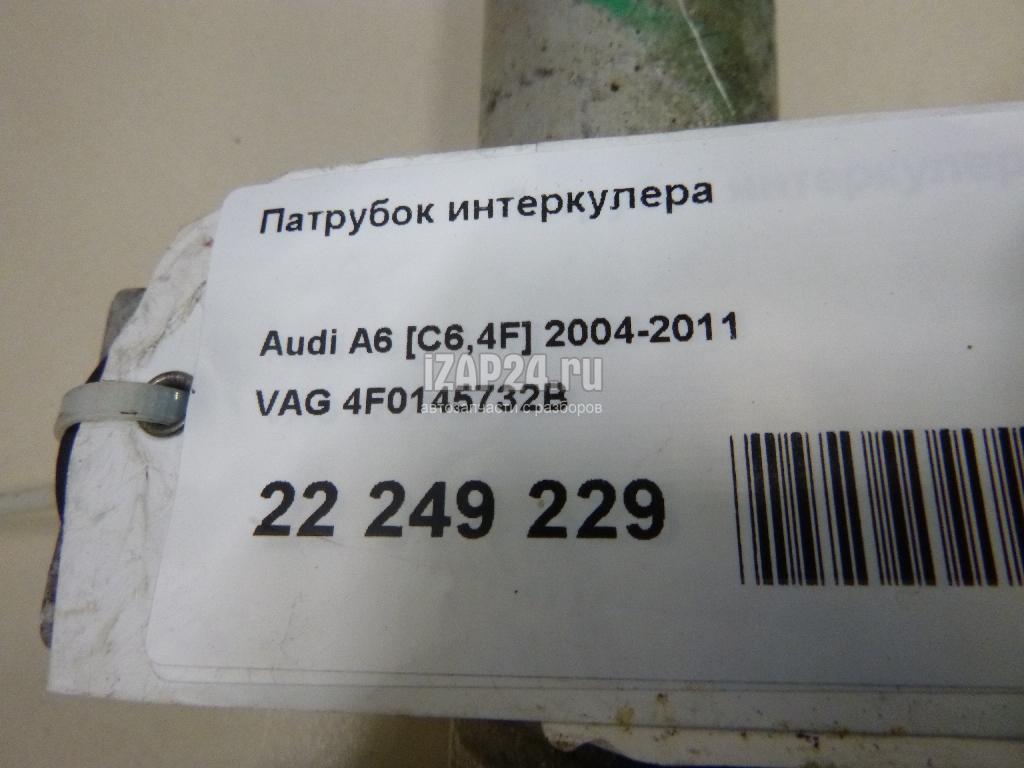 Патрубок интеркулера
Audi A6 [C6,4F] 2004-2011
iZAP24.ru
VAG 4F0145732B
автозапчасти с разборов
22 249 229